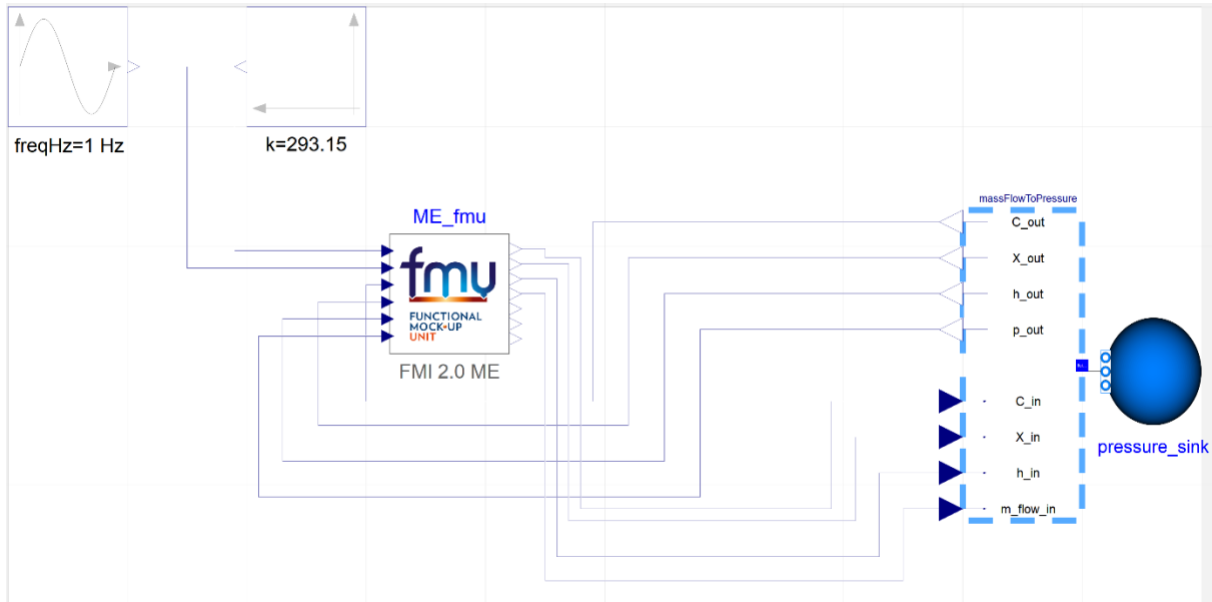 freqHz=1 Hz
k=293.15
ME_fmu
fmu
FUNCTIONAL
MOCK-UP
UNIT
FMI 2.0 ME
massFlowToPressure
C_out
X_out
h_out
p_out
C_in
X_in
h_in
m_flow_in
pressure_sink